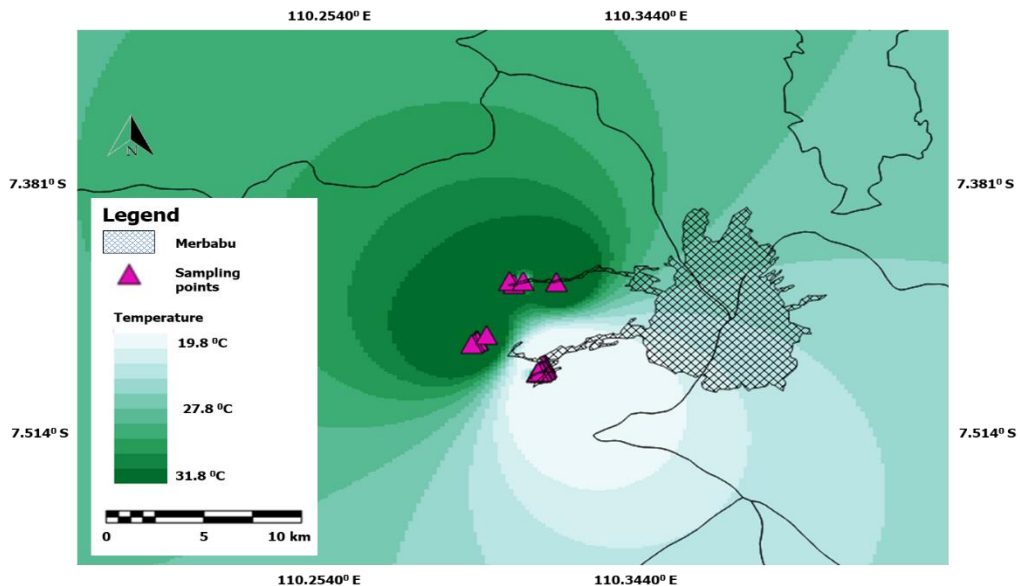 110.2540⁰ E
110.3440⁰ E
N
7.381⁰ S
7.381⁰ S
Legend
Merbabu
Sampling
points
Temperature
19.8 ⁰C
27.8 ⁰C
31.8 ⁰C
7.514⁰ S
7.514⁰ S
0
5
10 km
110.2540⁰ E
110.3440⁰ E